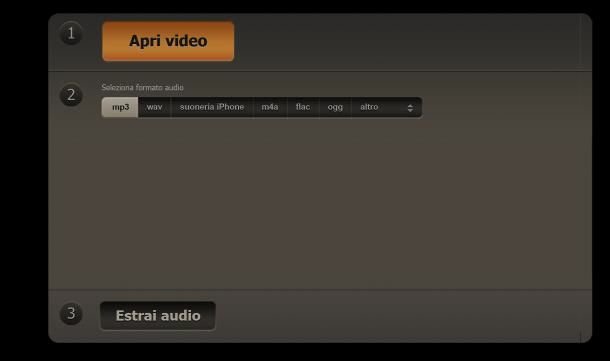 1
Apri video
2
Seleziona formato audio
mp3 wav suoneria iPhone m4a flac ogg altro
3
Estrai audio